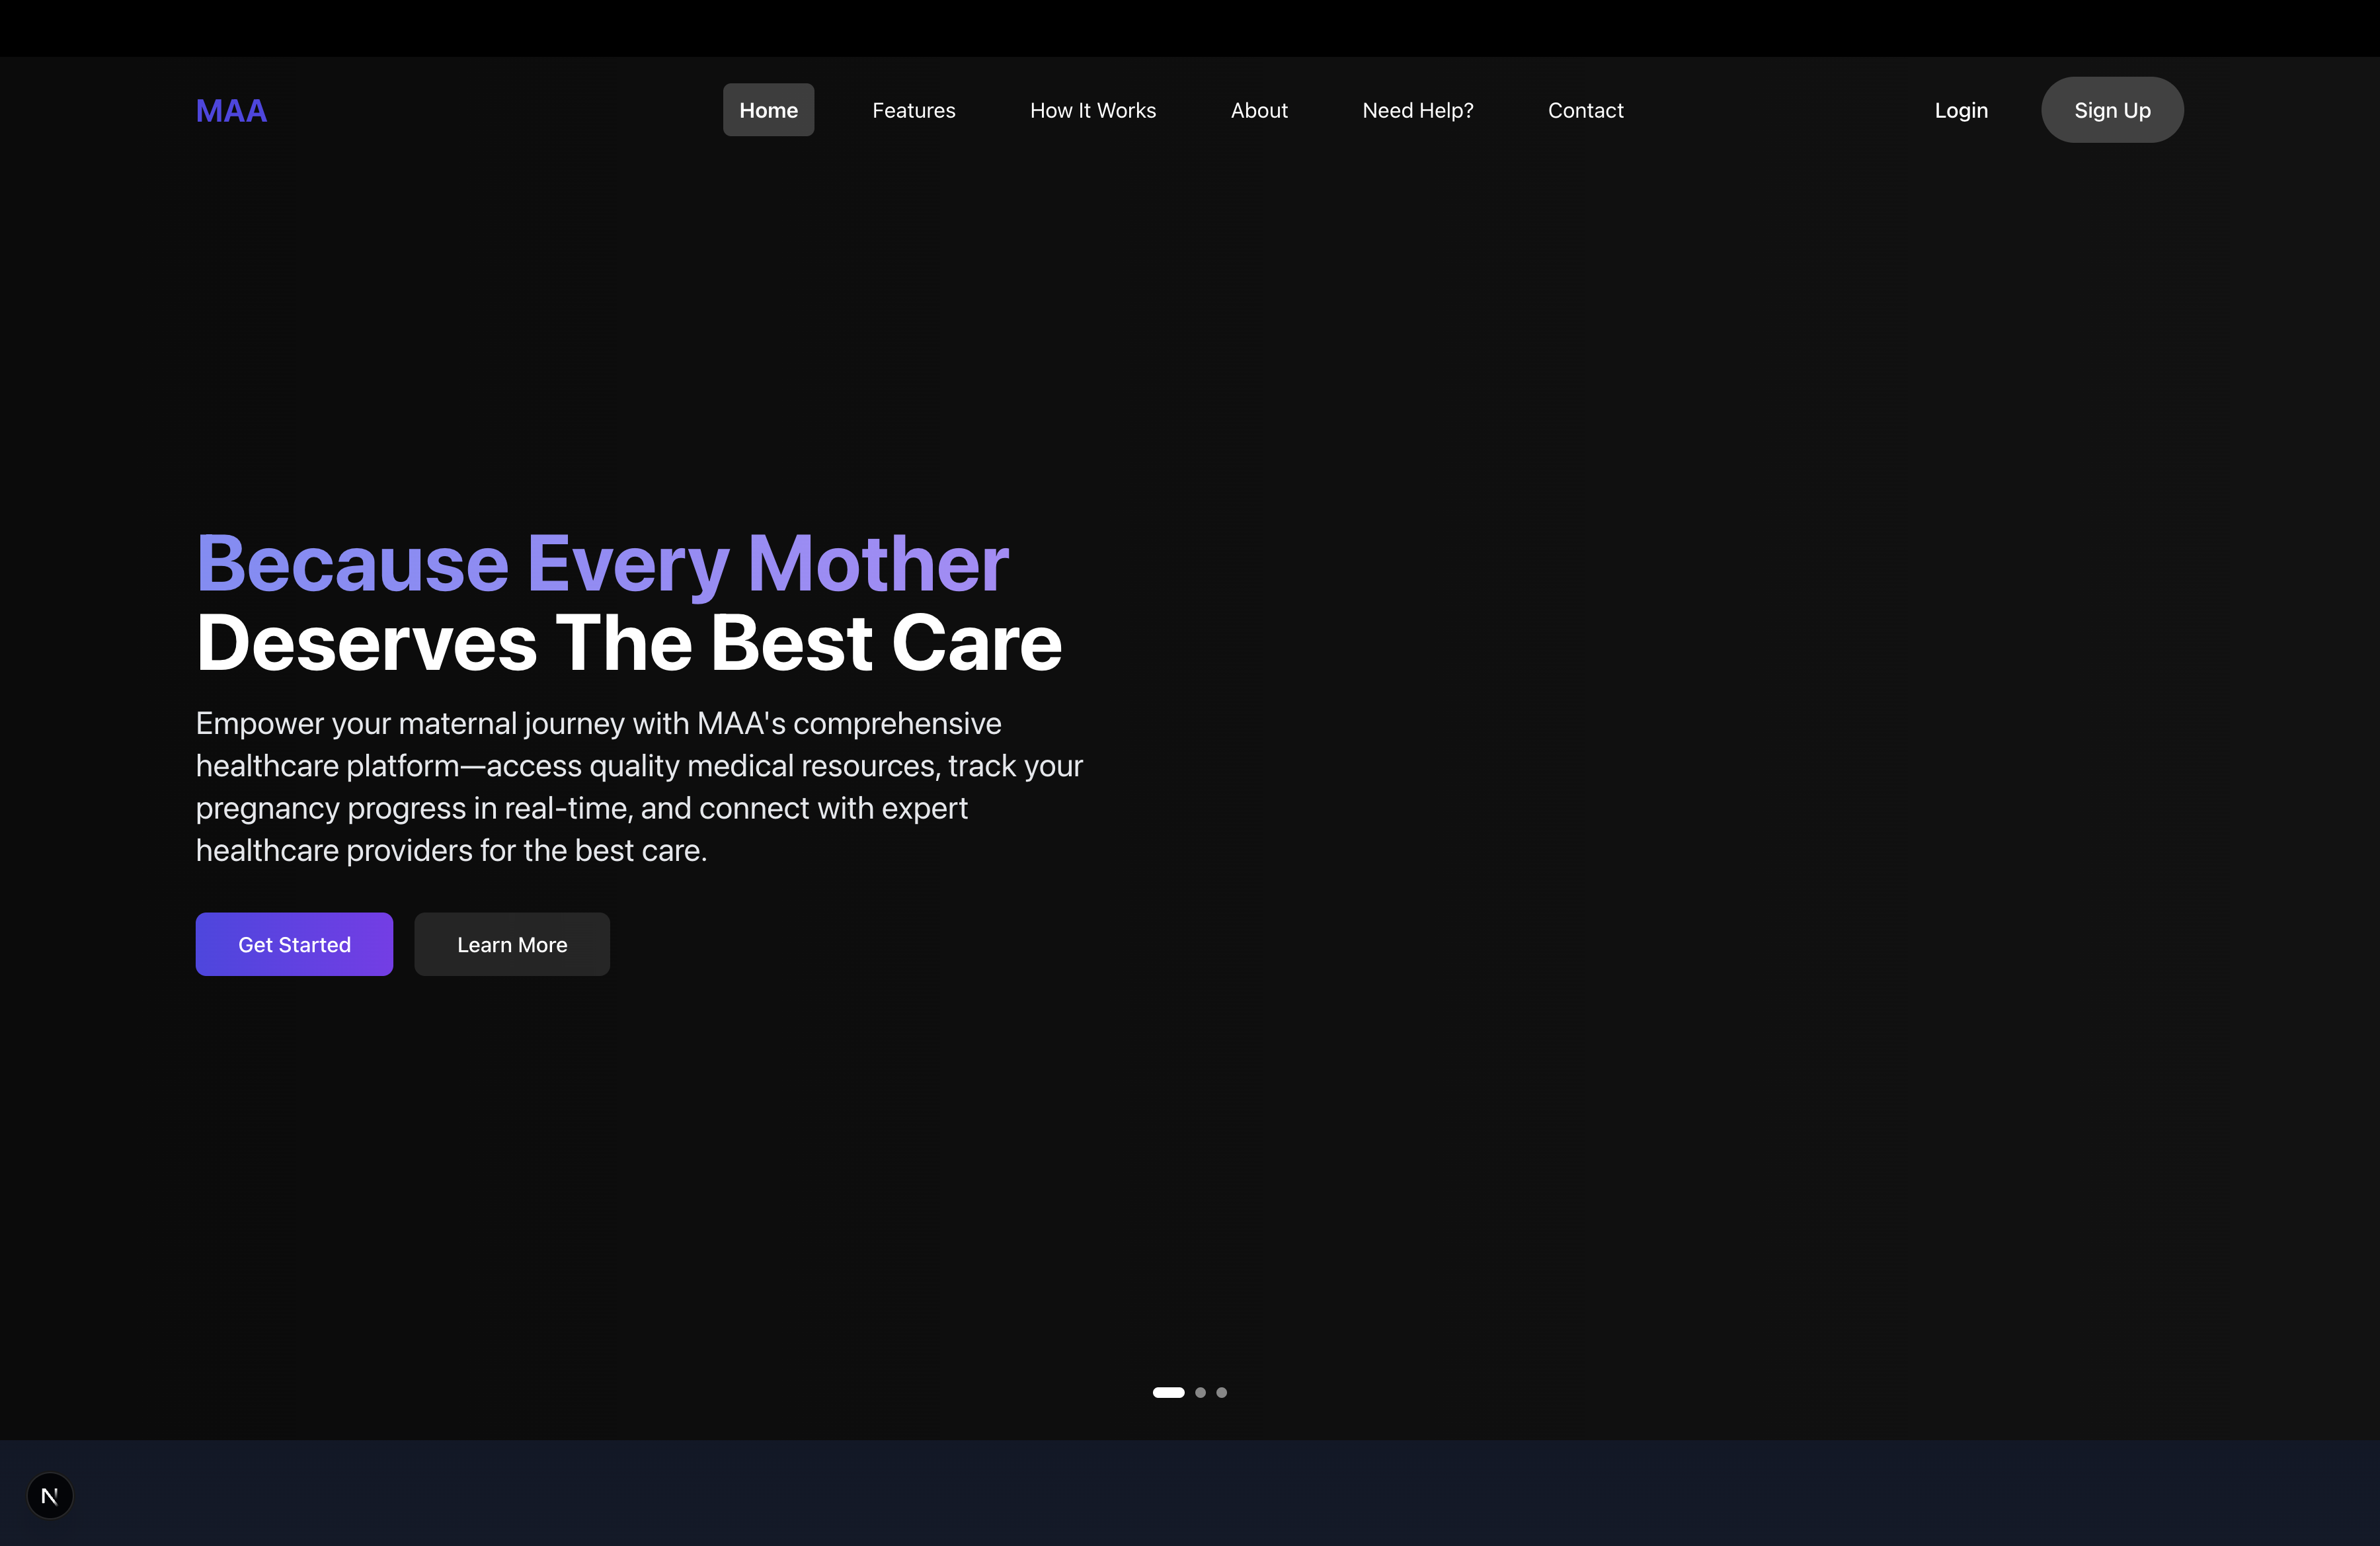 MAA
Home
Features
How It Works
About
Need Help?
Contact
Login
Sign Up
Because Every Mother
Deserves The Best Care
Empower your maternal journey with MAA's comprehensive
healthcare platform—access quality medical resources, track your
pregnancy progress in real-time, and connect with expert
healthcare providers for the best care.
Get Started
Learn More
N